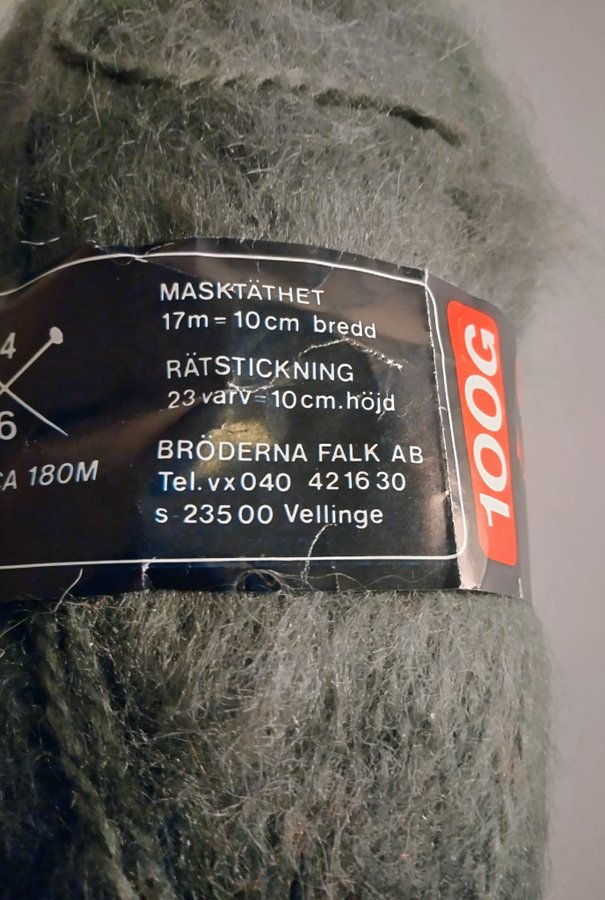 MASKTÄTHET
17m = 10cm bredd
RÄTSTICKNING
23 varv = 10cm. höjd
BRÖDERNA FALK AB
Tel. vx 040 42 16 30
s-235 00 Vellinge
4
6
CA 180M
100G